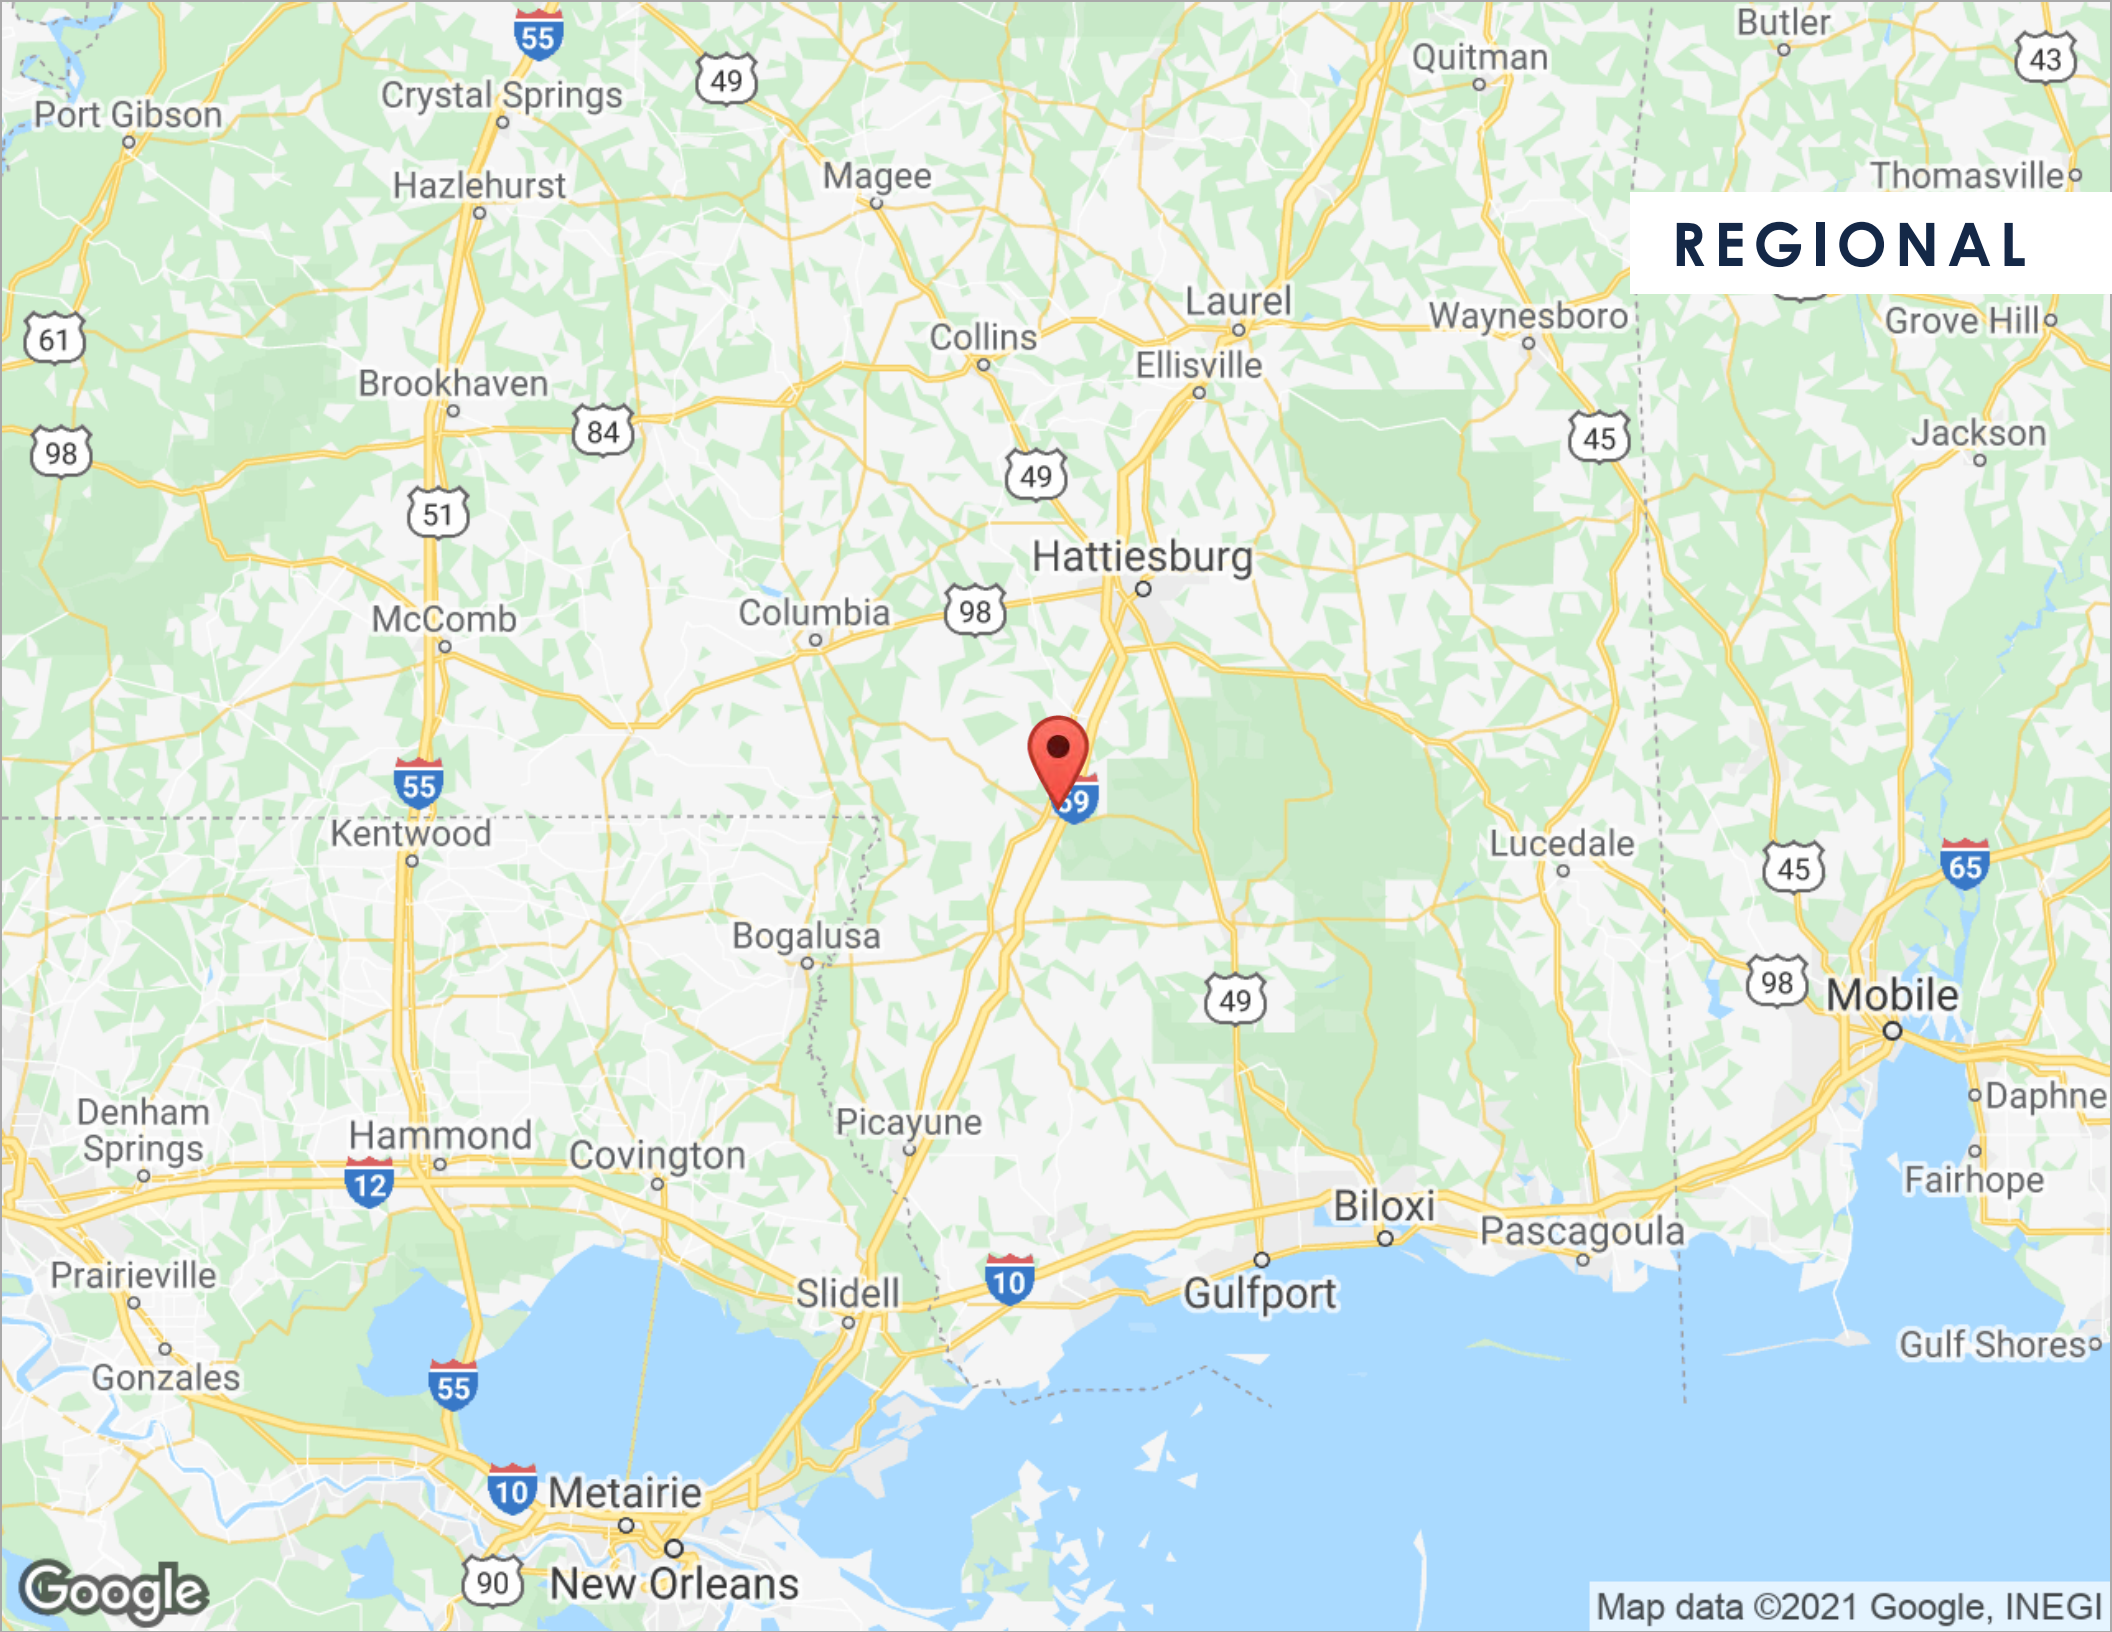 Butler
55
Quitman
49
43
Crystal Springs
Port Gibson
Magee
Thomasville
Hazlehurst
REGIONAL
Laurel
Waynesboro
Grove Hill
61
Collins
Ellisville
Brookhaven
84
45
Jackson
98
49
51
Hattiesburg
98
Columbia
McComb
55
59
Kentwood
Lucedale
45
65
Bogalusa
98
49
Mobile
Daphne
Denham
Springs
Picayune
Hammond
Covington
12
Fairhope
Biloxi
Pascagoula
Prairieville
10
Slidell
Gulfport
Gulf Shores
Gonzales
55
10
Metairie
90
New Orleans
Google
Map data ©2021 Google, INEGI